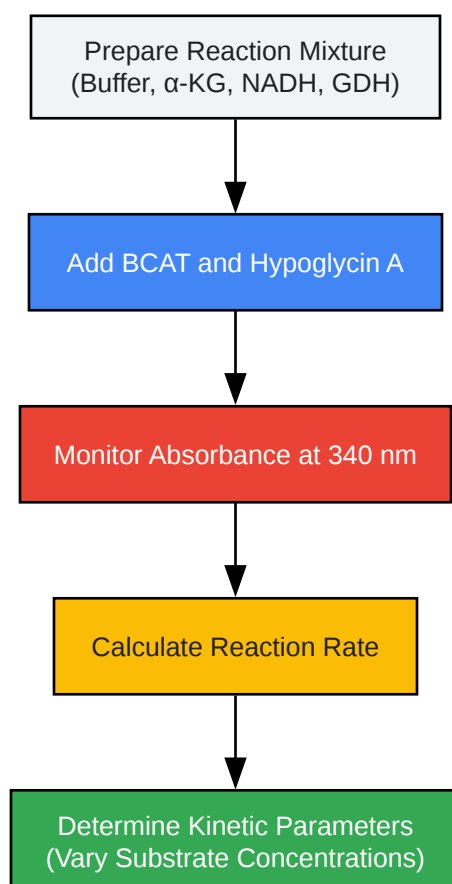 Prepare Reaction Mixture
(Buffer, α-KG, NADH, GDH)
Add BCAT and Hypoglycin A
Monitor Absorbance at 340 nm
Calculate Reaction Rate
Determine Kinetic Parameters
(Vary Substrate Concentrations)